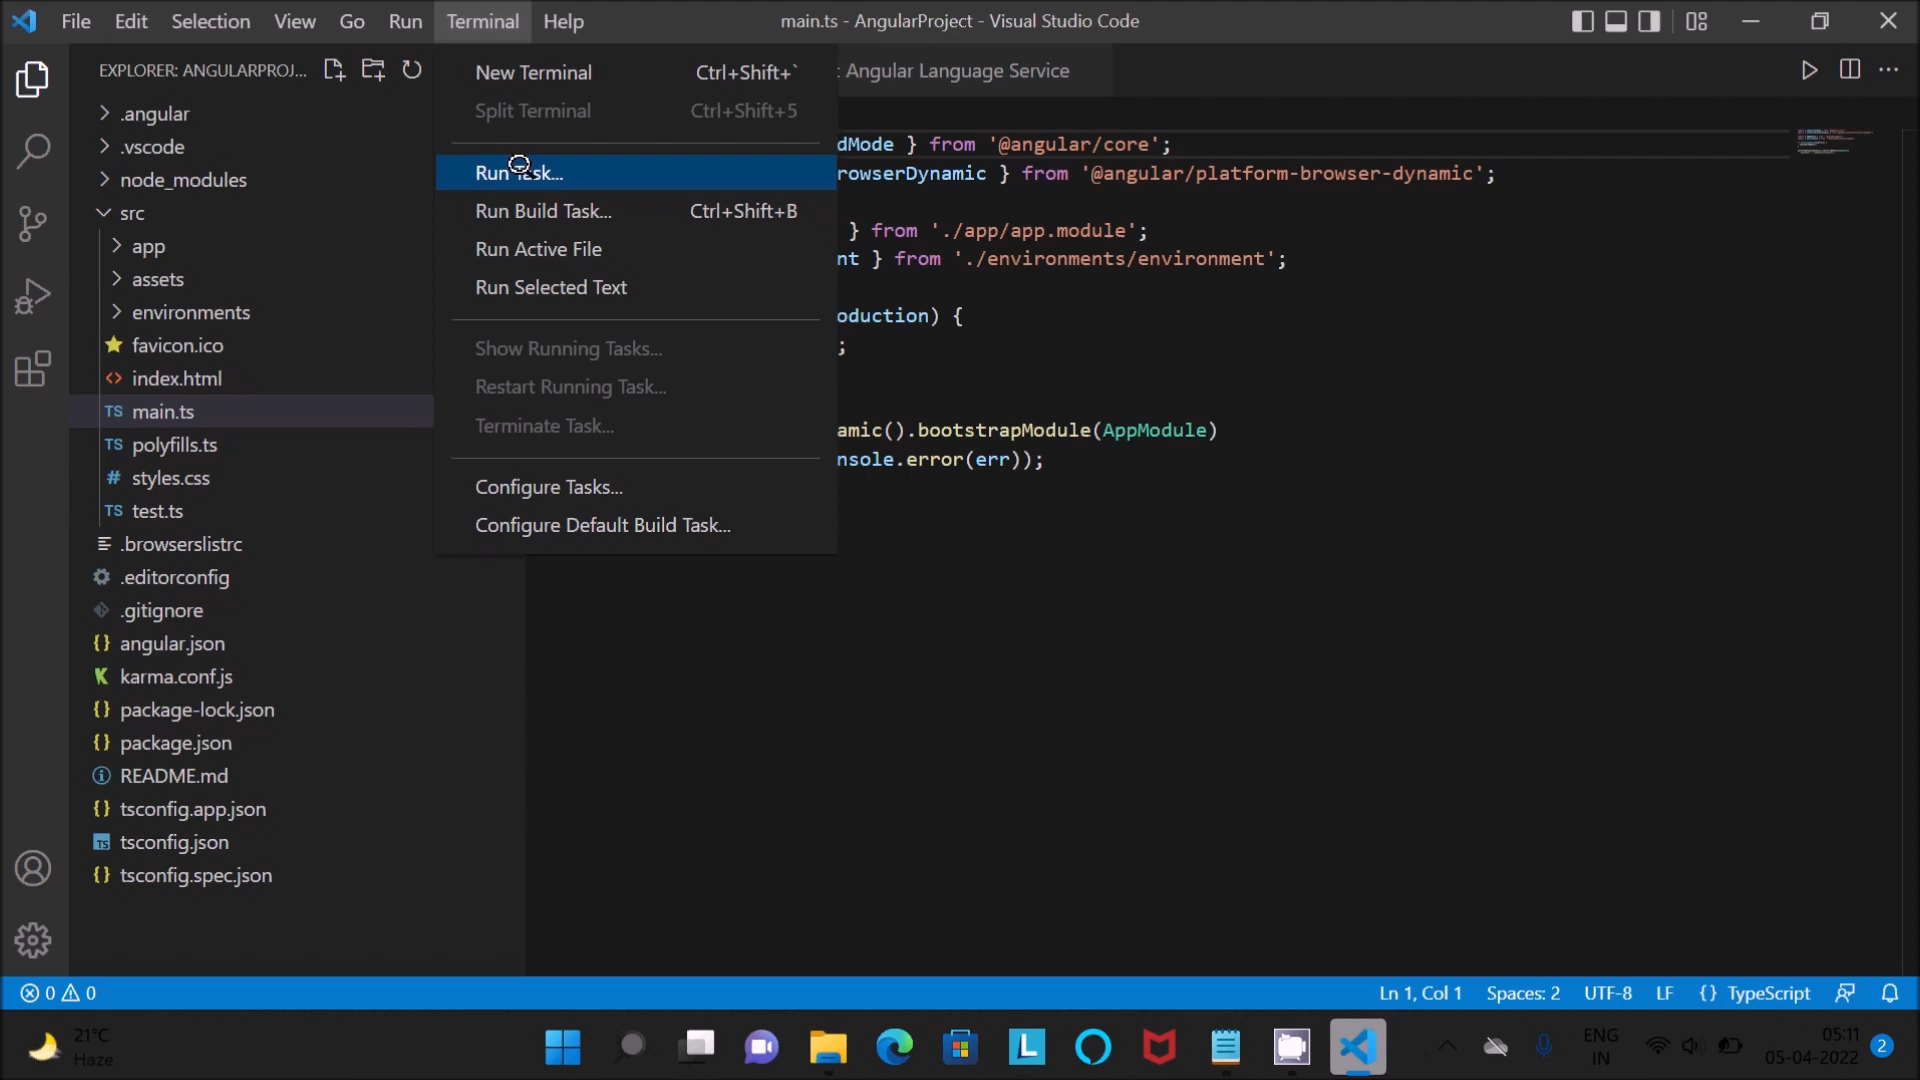 File Edit Selection View Go Run Terminal Help
main.ts - AngularProject - Visual Studio Code
EXPLORER: ANGULARPROJ...
.angular
.vscode
node_modules
src
app
assets
environments
favicon.ico
index.html
TS main.ts
TS polyfills.ts
# styles.css
TS test.ts
.browserslistrc
.editorconfig
.gitignore
{} angular.json
K karma.conf.js
{} package-lock.json
{} package.json
README.md
{} tsconfig.app.json
TS tsconfig.json
{} tsconfig.spec.json
New Terminal Ctrl+Shift+`
Split Terminal Ctrl+Shift+5
Run Task...
Run Build Task... Ctrl+Shift+B
Run Active File
Run Selected Text
Show Running Tasks...
Restart Running Task...
Terminate Task...
Configure Tasks...
Configure Default Build Task...
: Angular Language Service
dMode } from '@angular/core';
rowserDynamic } from '@angular/platform-browser-dynamic';
} from './app/app.module';
nt } from './environments/environment';
oduction) {
;
amic().bootstrapModule(AppModule)
nsole.error(err));
0 0
Ln 1, Col 1 Spaces: 2 UTF-8 LF {} TypeScript
21°C
Haze
L
ENG
IN
05:11
05-04-2022
2